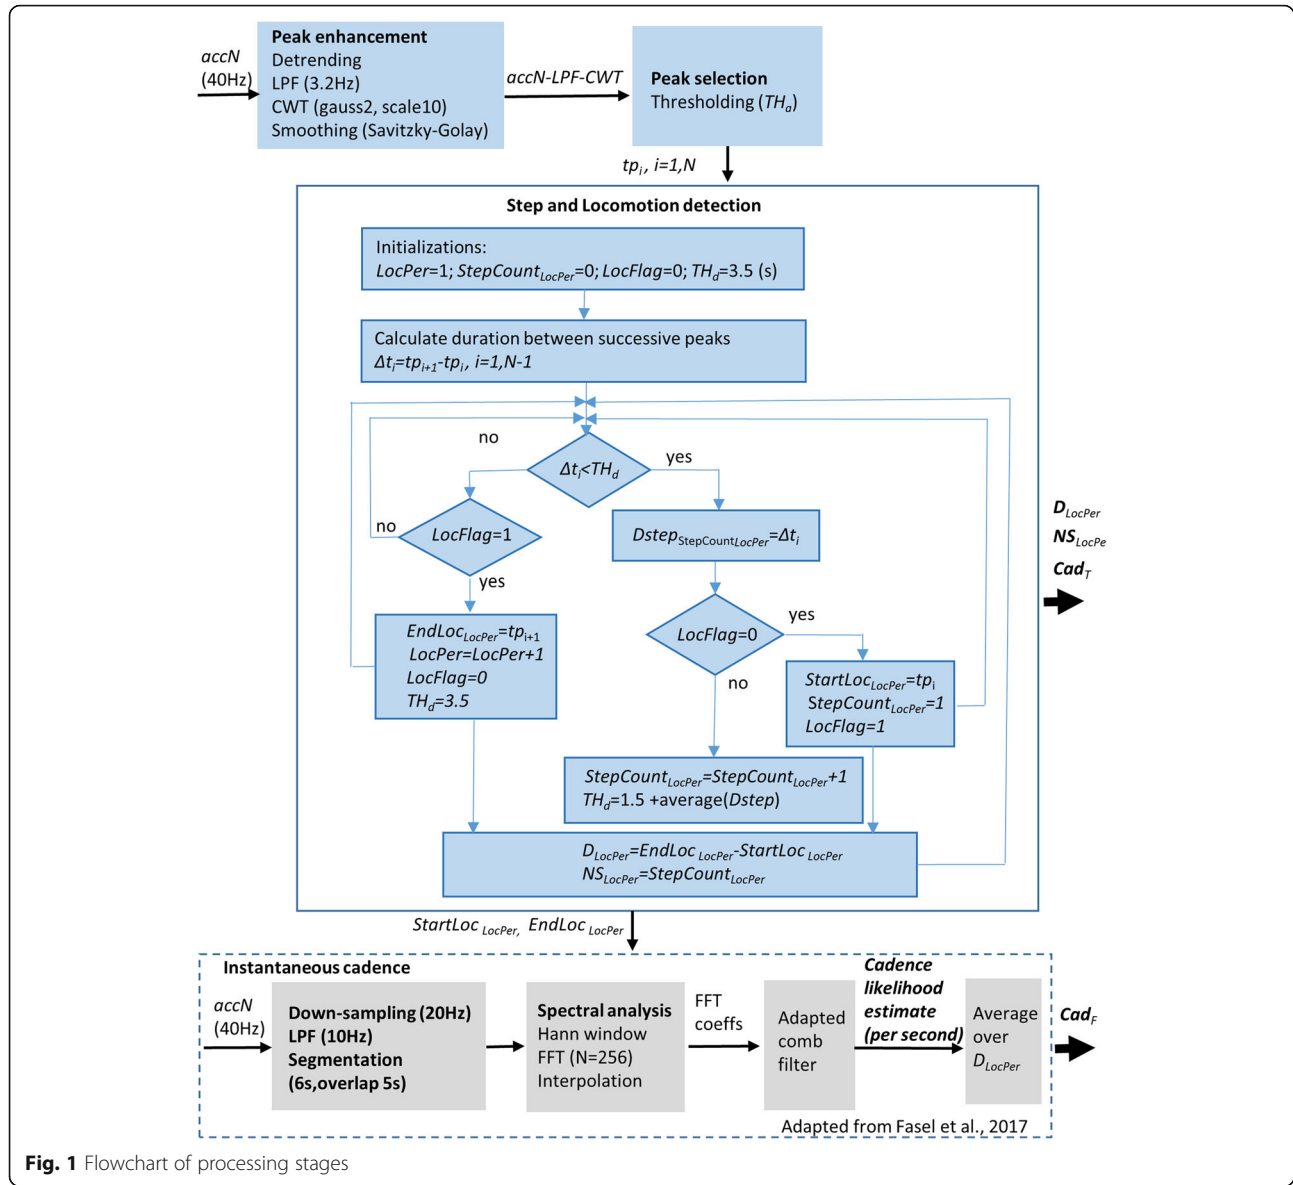 accN
(40Hz)
Peak enhancement
Detrending
LPF (3.2Hz)
CWT (gauss2, scale10)
Smoothing (Savitzky-Golay)
accN-LPF-CWT
Peak selection
Thresholding (THa)
tpi, i=1,N
Step and Locomotion detection
Initializations:
LocPer=1; StepCountLocPer=0; LocFlag=0; THd=3.5 (s)
Calculate duration between successive peaks
Δti=tpi+1-tpi, i=1,N-1
no
Δti<THd
yes
no
LocFlag=1
yes
DstepStepCountLocPer=Δti
LocFlag=0
yes
no
EndLocLocPer=tpi+1
LocPer=LocPer+1
LocFlag=0
THd=3.5
StartLocLocPer=tpi
StepCountLocPer=1
LocFlag=1
StepCountLocPer=StepCountLocPer+1
THd=1.5 +average(Dstep)
DLocPer=EndLoc LocPer-StartLoc LocPer
NSLocPer=StepCountLocPer
DLocPer
NSLocPe
CadT
StartLoc LocPer, EndLoc LocPer
Instantaneous cadence
accN
(40Hz)
Down-sampling (20Hz)
LPF (10Hz)
Segmentation
(6s,overlap 5s)
Spectral analysis
Hann window
FFT (N=256)
Interpolation
FFT
coeffs
Adapted
comb
filter
Cadence
likelihood
estimate
(per second)
Average
over
DLocPer
CadF
Adapted from Fasel et al., 2017
Fig. 1 Flowchart of processing stages